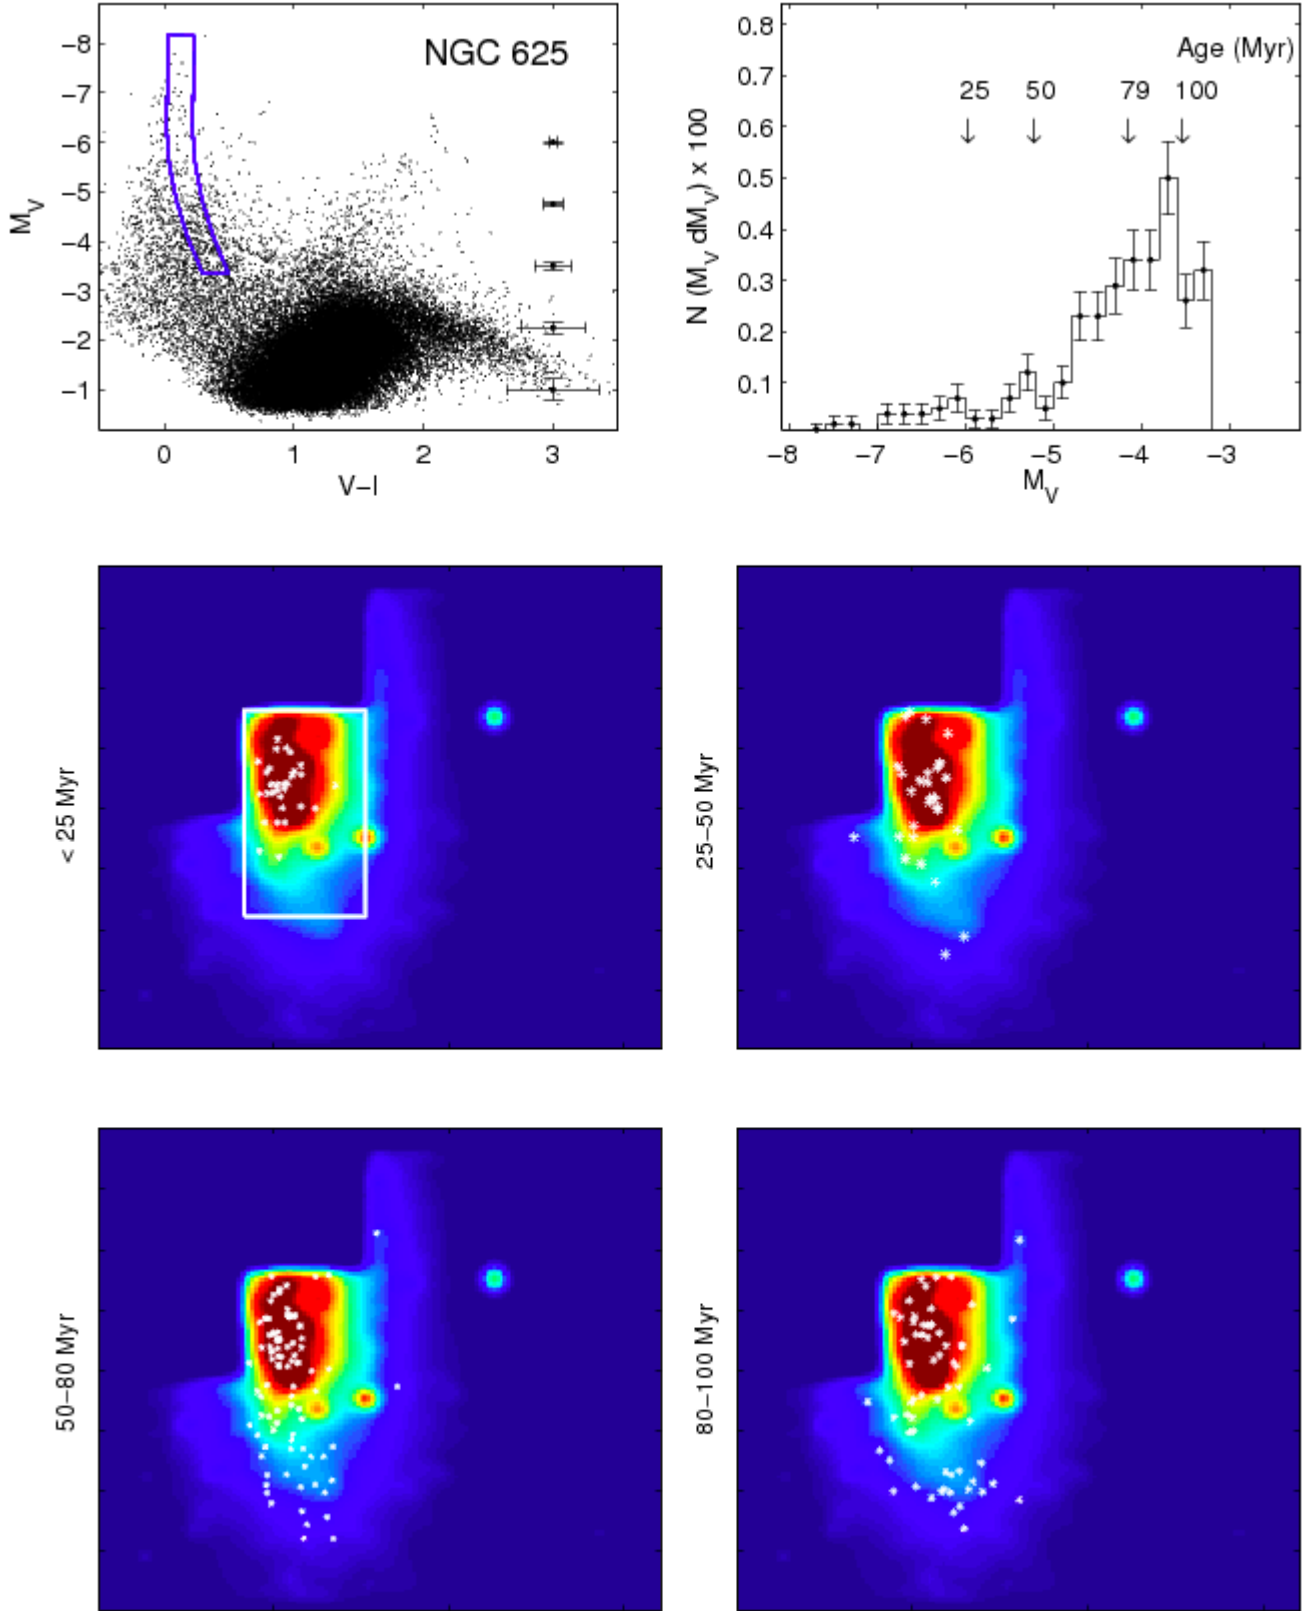 NGC 625
−8
−7
−6
−5
−4
−3
−2
−1
M_V
0 1 2 3
V−I
Age (Myr)
25 50 79 100
0.8
0.7
0.6
0.5
0.4
0.3
0.2
0.1
N (M_V dM_V) x 100
−8 −7 −6 −5 −4 −3
M_V
< 25 Myr
25−50 Myr
50−80 Myr
80−100 Myr